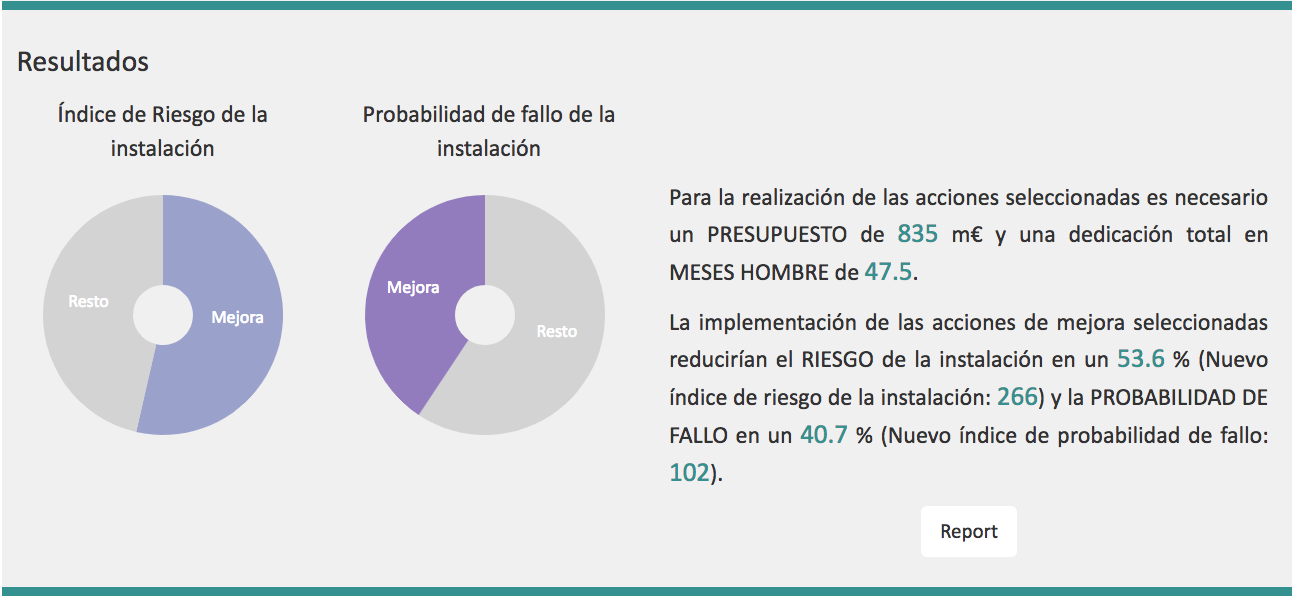 Resultados
Índice de Riesgo de la
instalación
Resto
Mejora
Probabilidad de fallo de la
instalación
Mejora
Resto
Para la realización de las acciones seleccionadas es necesario
un PRESUPUESTO de 835 m€ y una dedicación total en
MESES HOMBRE de 47.5.
La implementación de las acciones de mejora seleccionadas
reducirían el RIESGO de la instalación en un 53.6 % (Nuevo
índice de riesgo de la instalación: 266) y la PROBABILIDAD DE
FALLO en un 40.7 % (Nuevo índice de probabilidad de fallo:
102).
Report